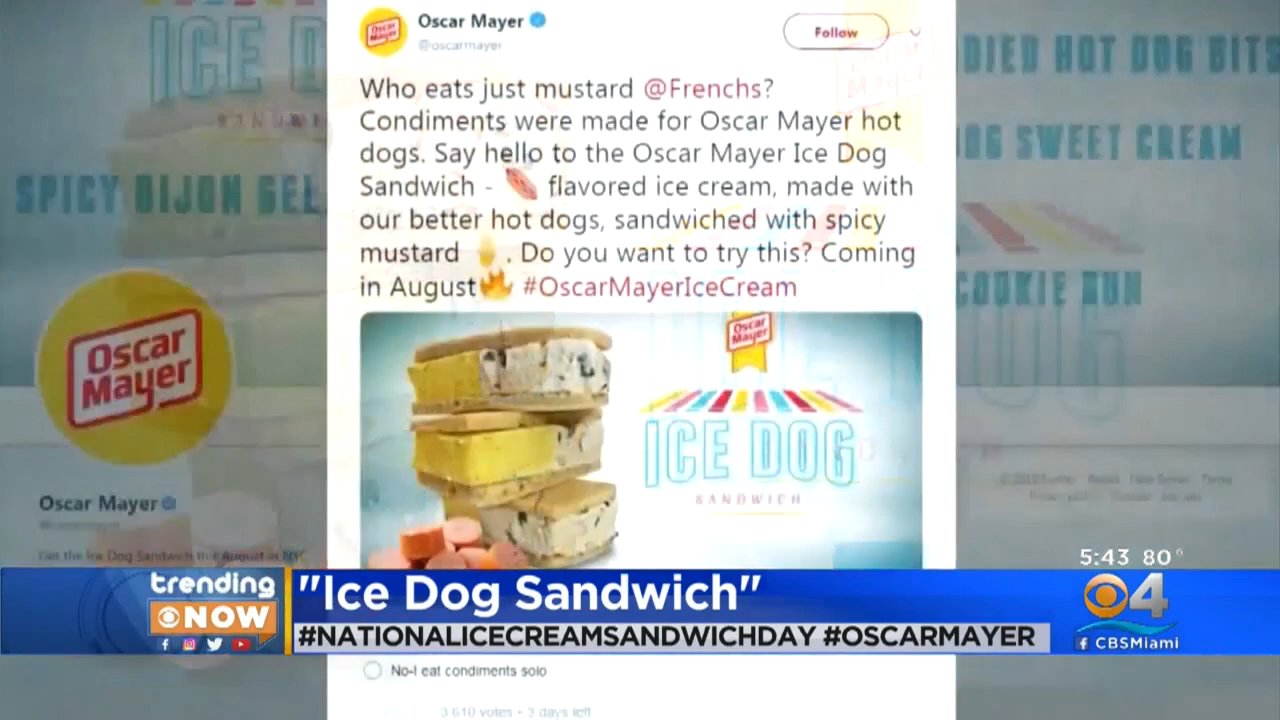 Oscar Mayer
@oscarmayer
Follow
Who eats just mustard @Frenchs?
Condiments were made for Oscar Mayer hot
dogs. Say hello to the Oscar Mayer Ice Dog
Sandwich - flavored ice cream, made with
our better hot dogs, sandwiched with spicy
mustard . Do you want to try this? Coming
in August #OscarMayerIceCream
Oscar
Mayer
ICE DOG
SANDWICH
No-I eat condiments solo
3 610 votes • 3 days left
ICE D
SPICY DIJON GEL
DIED HOT DOG BITS
OG SWEET CREAM
COOKIE BUN
Oscar
Mayer
Oscar Mayer
5:43 80°
trending
NOW
"Ice Dog Sandwich"
#NATIONALICECREAMSANDWICHDAY #OSCARMAYER
4
CBSMiami